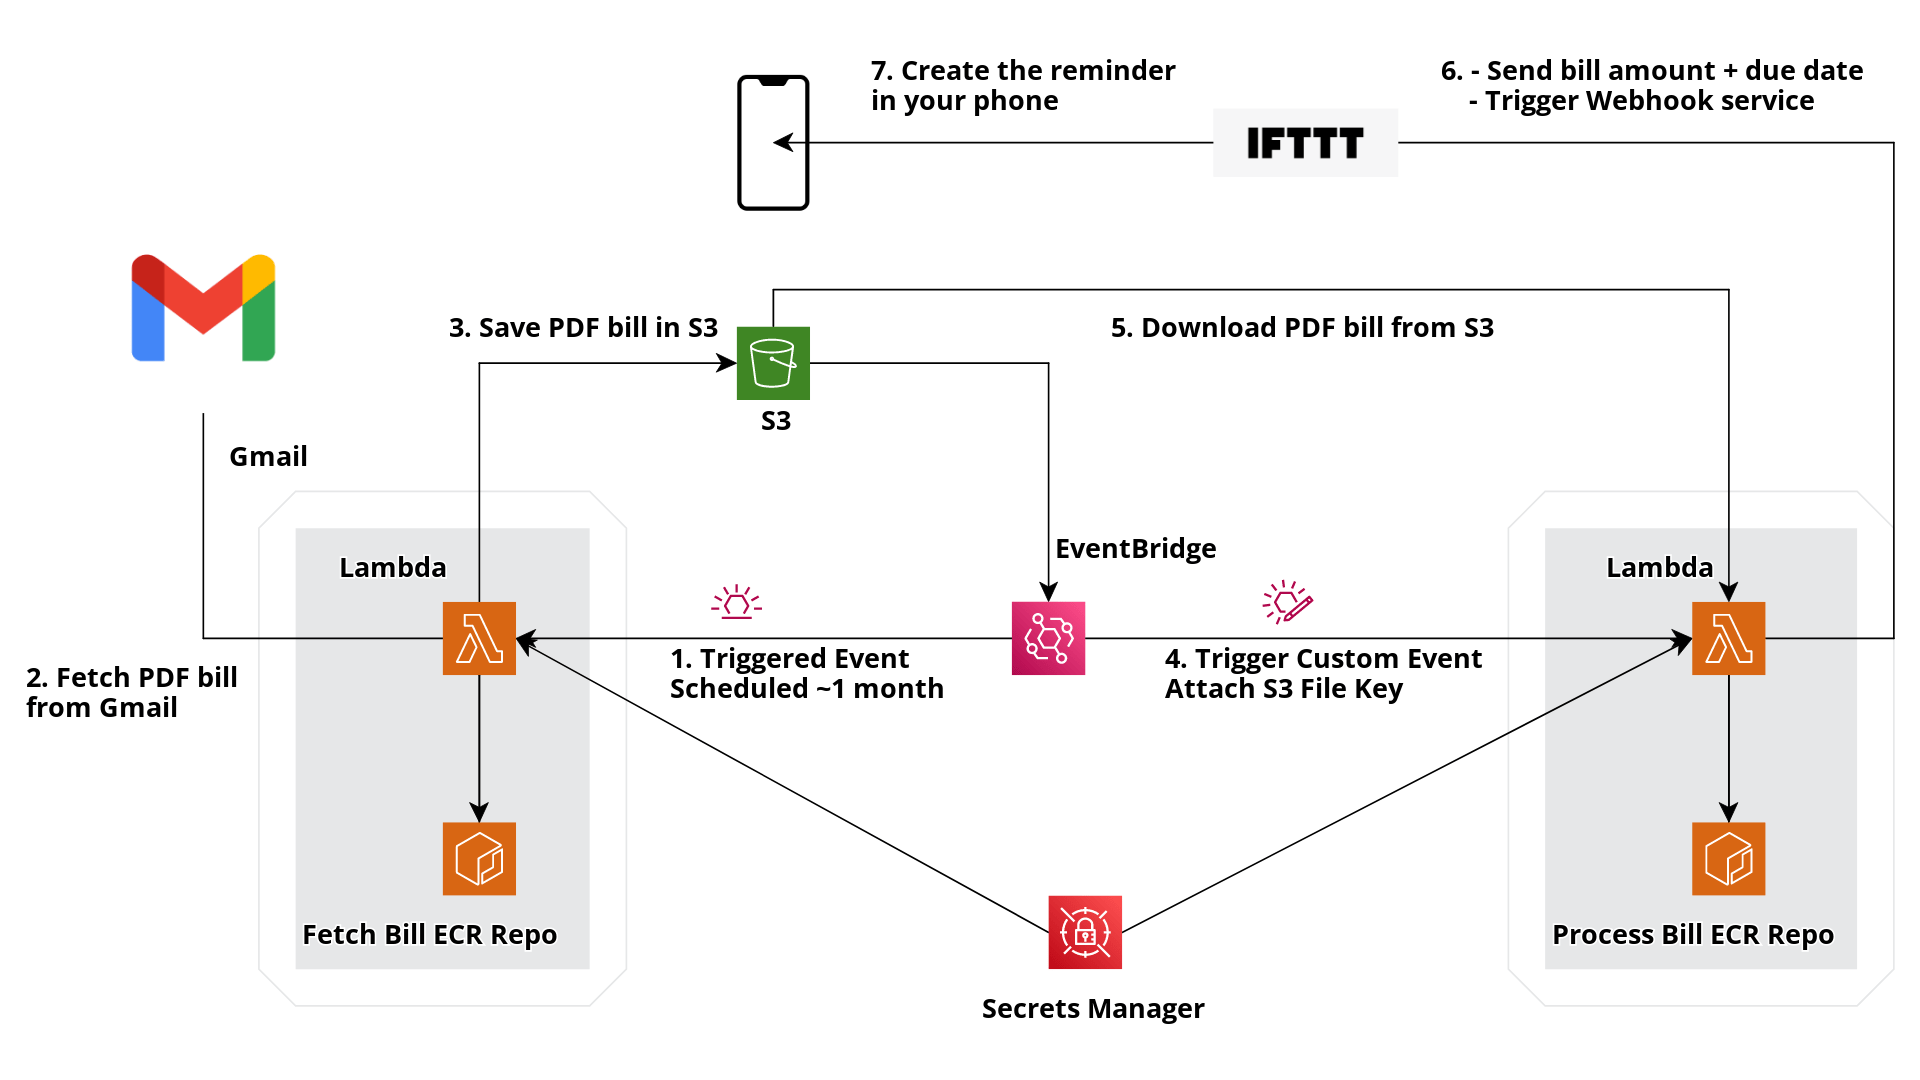 7. Create the reminder
in your phone
6. - Send bill amount + due date
- Trigger Webhook service
IFTTT
3. Save PDF bill in S3
5. Download PDF bill from S3
S3
Gmail
EventBridge
Lambda
Lambda
1. Triggered Event
Scheduled ~1 month
4. Trigger Custom Event
Attach S3 File Key
2. Fetch PDF bill
from Gmail
Fetch Bill ECR Repo
Process Bill ECR Repo
Secrets Manager